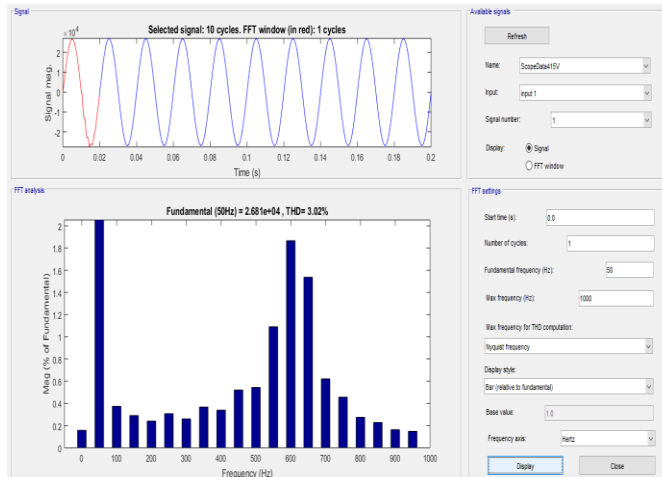 Signal
Selected signal: 10 cycles. FFT window (in red): 1 cycles
×10⁴
2
1
0
-1
-2
Signal mag.
0 0.02 0.04 0.06 0.08 0.1 0.12 0.14 0.16 0.18 0.2
Time (s)
Available signals
Refresh
Name: ScopeData415V
Input: input 1
Signal number: 1
Display: Signal
FFT window
FFT analysis
Fundamental (50Hz) = 2.681e+04 , THD= 3.02%
2
1.8
1.6
1.4
1.2
1
0.8
0.6
0.4
0.2
0
Mag (% of Fundamental)
0 100 200 300 400 500 600 700 800 900 1000
Frequency (Hz)
FFT settings
Start time (s): 0.0
Number of cycles: 1
Fundamental frequency (Hz): 50
Max frequency (Hz): 1000
Max frequency for THD computation:
Nyquist frequency
Display style:
Bar (relative to fundamental)
Base value: 1.0
Frequency axis: Hertz
Display Close